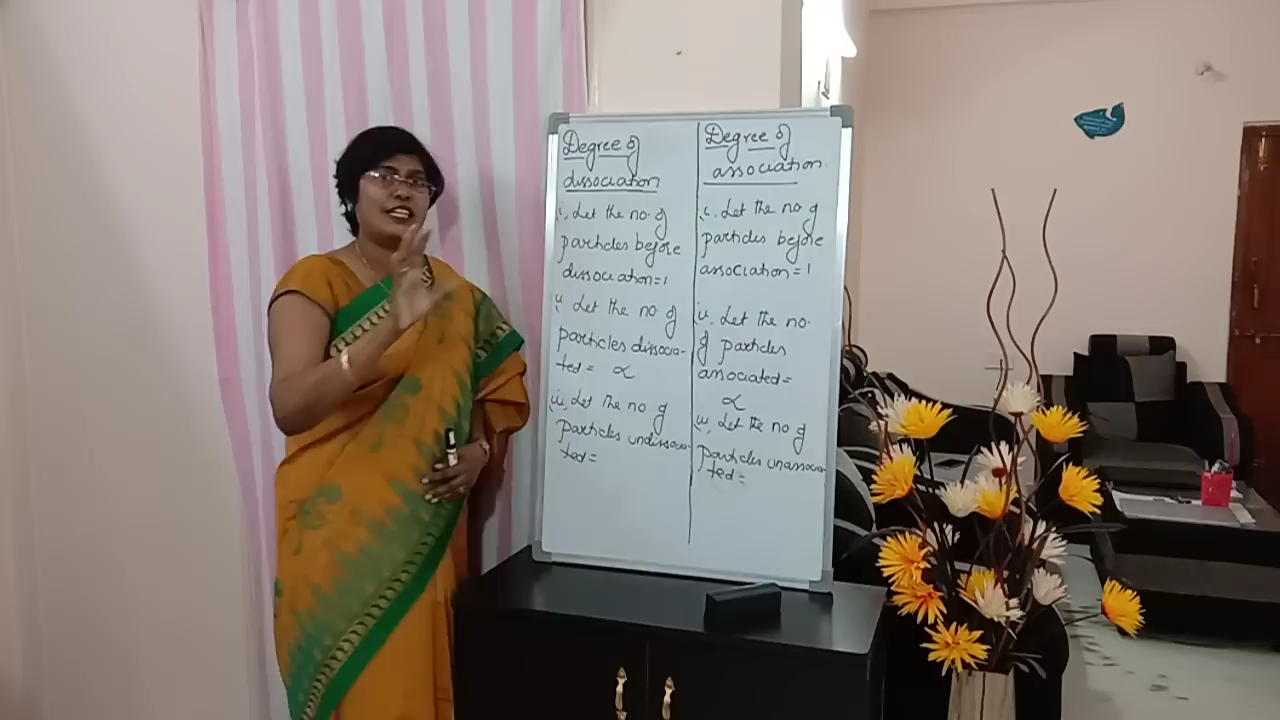 Degree of
dissociation
i, Let the no. of
particles before
dissociation=1
ii, Let the no. of
particles dissocia-
ted = α
iii, Let the no of
particles undissocia-
ted=
Degree of
association.
i, Let the no of
particles before
association=1
ii, Let the no.
of particles
associated=
α
iii, Let the no of
particles unassocia-
ted=